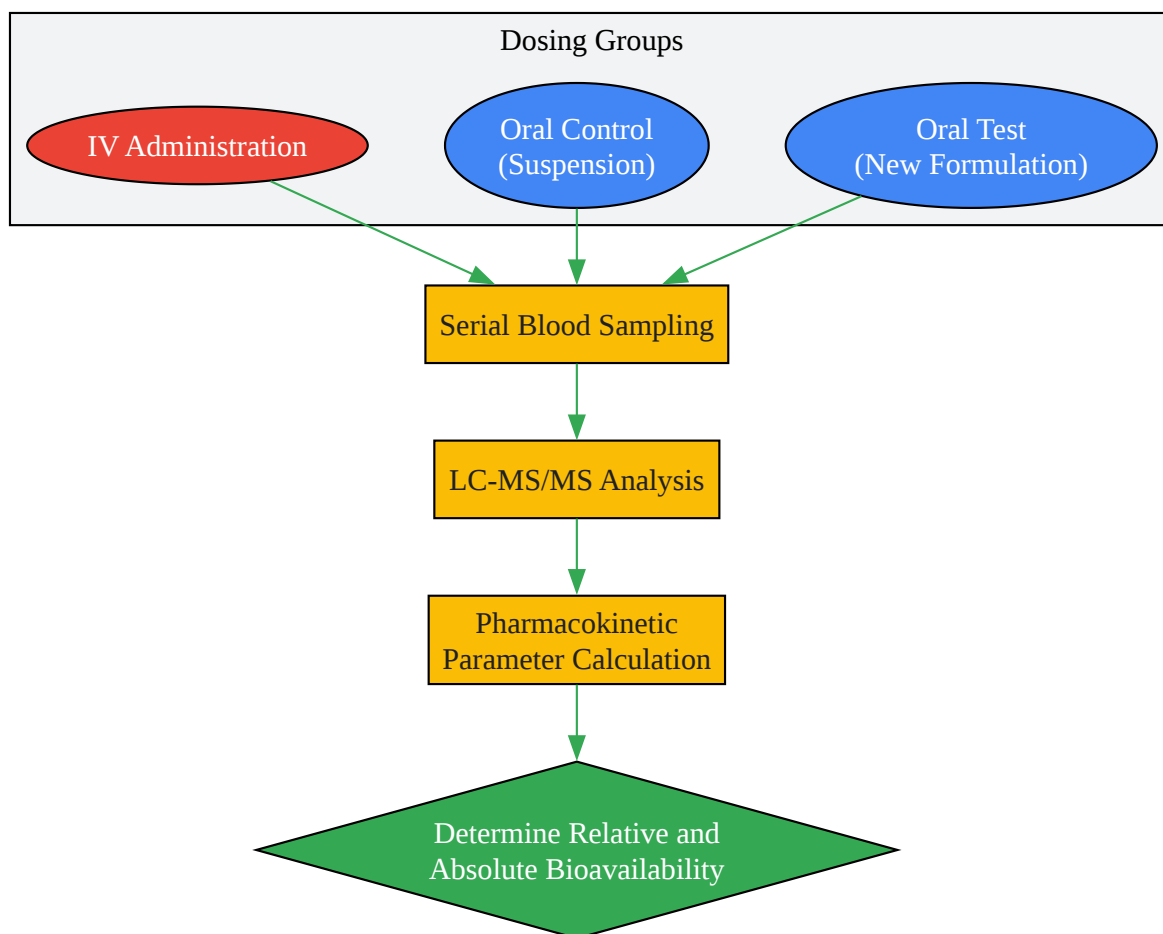 Dosing Groups
IV Administration
Oral Control
(Suspension)
Oral Test
(New Formulation)
Serial Blood Sampling
LC-MS/MS Analysis
Pharmacokinetic
Parameter Calculation
Determine Relative and
Absolute Bioavailability